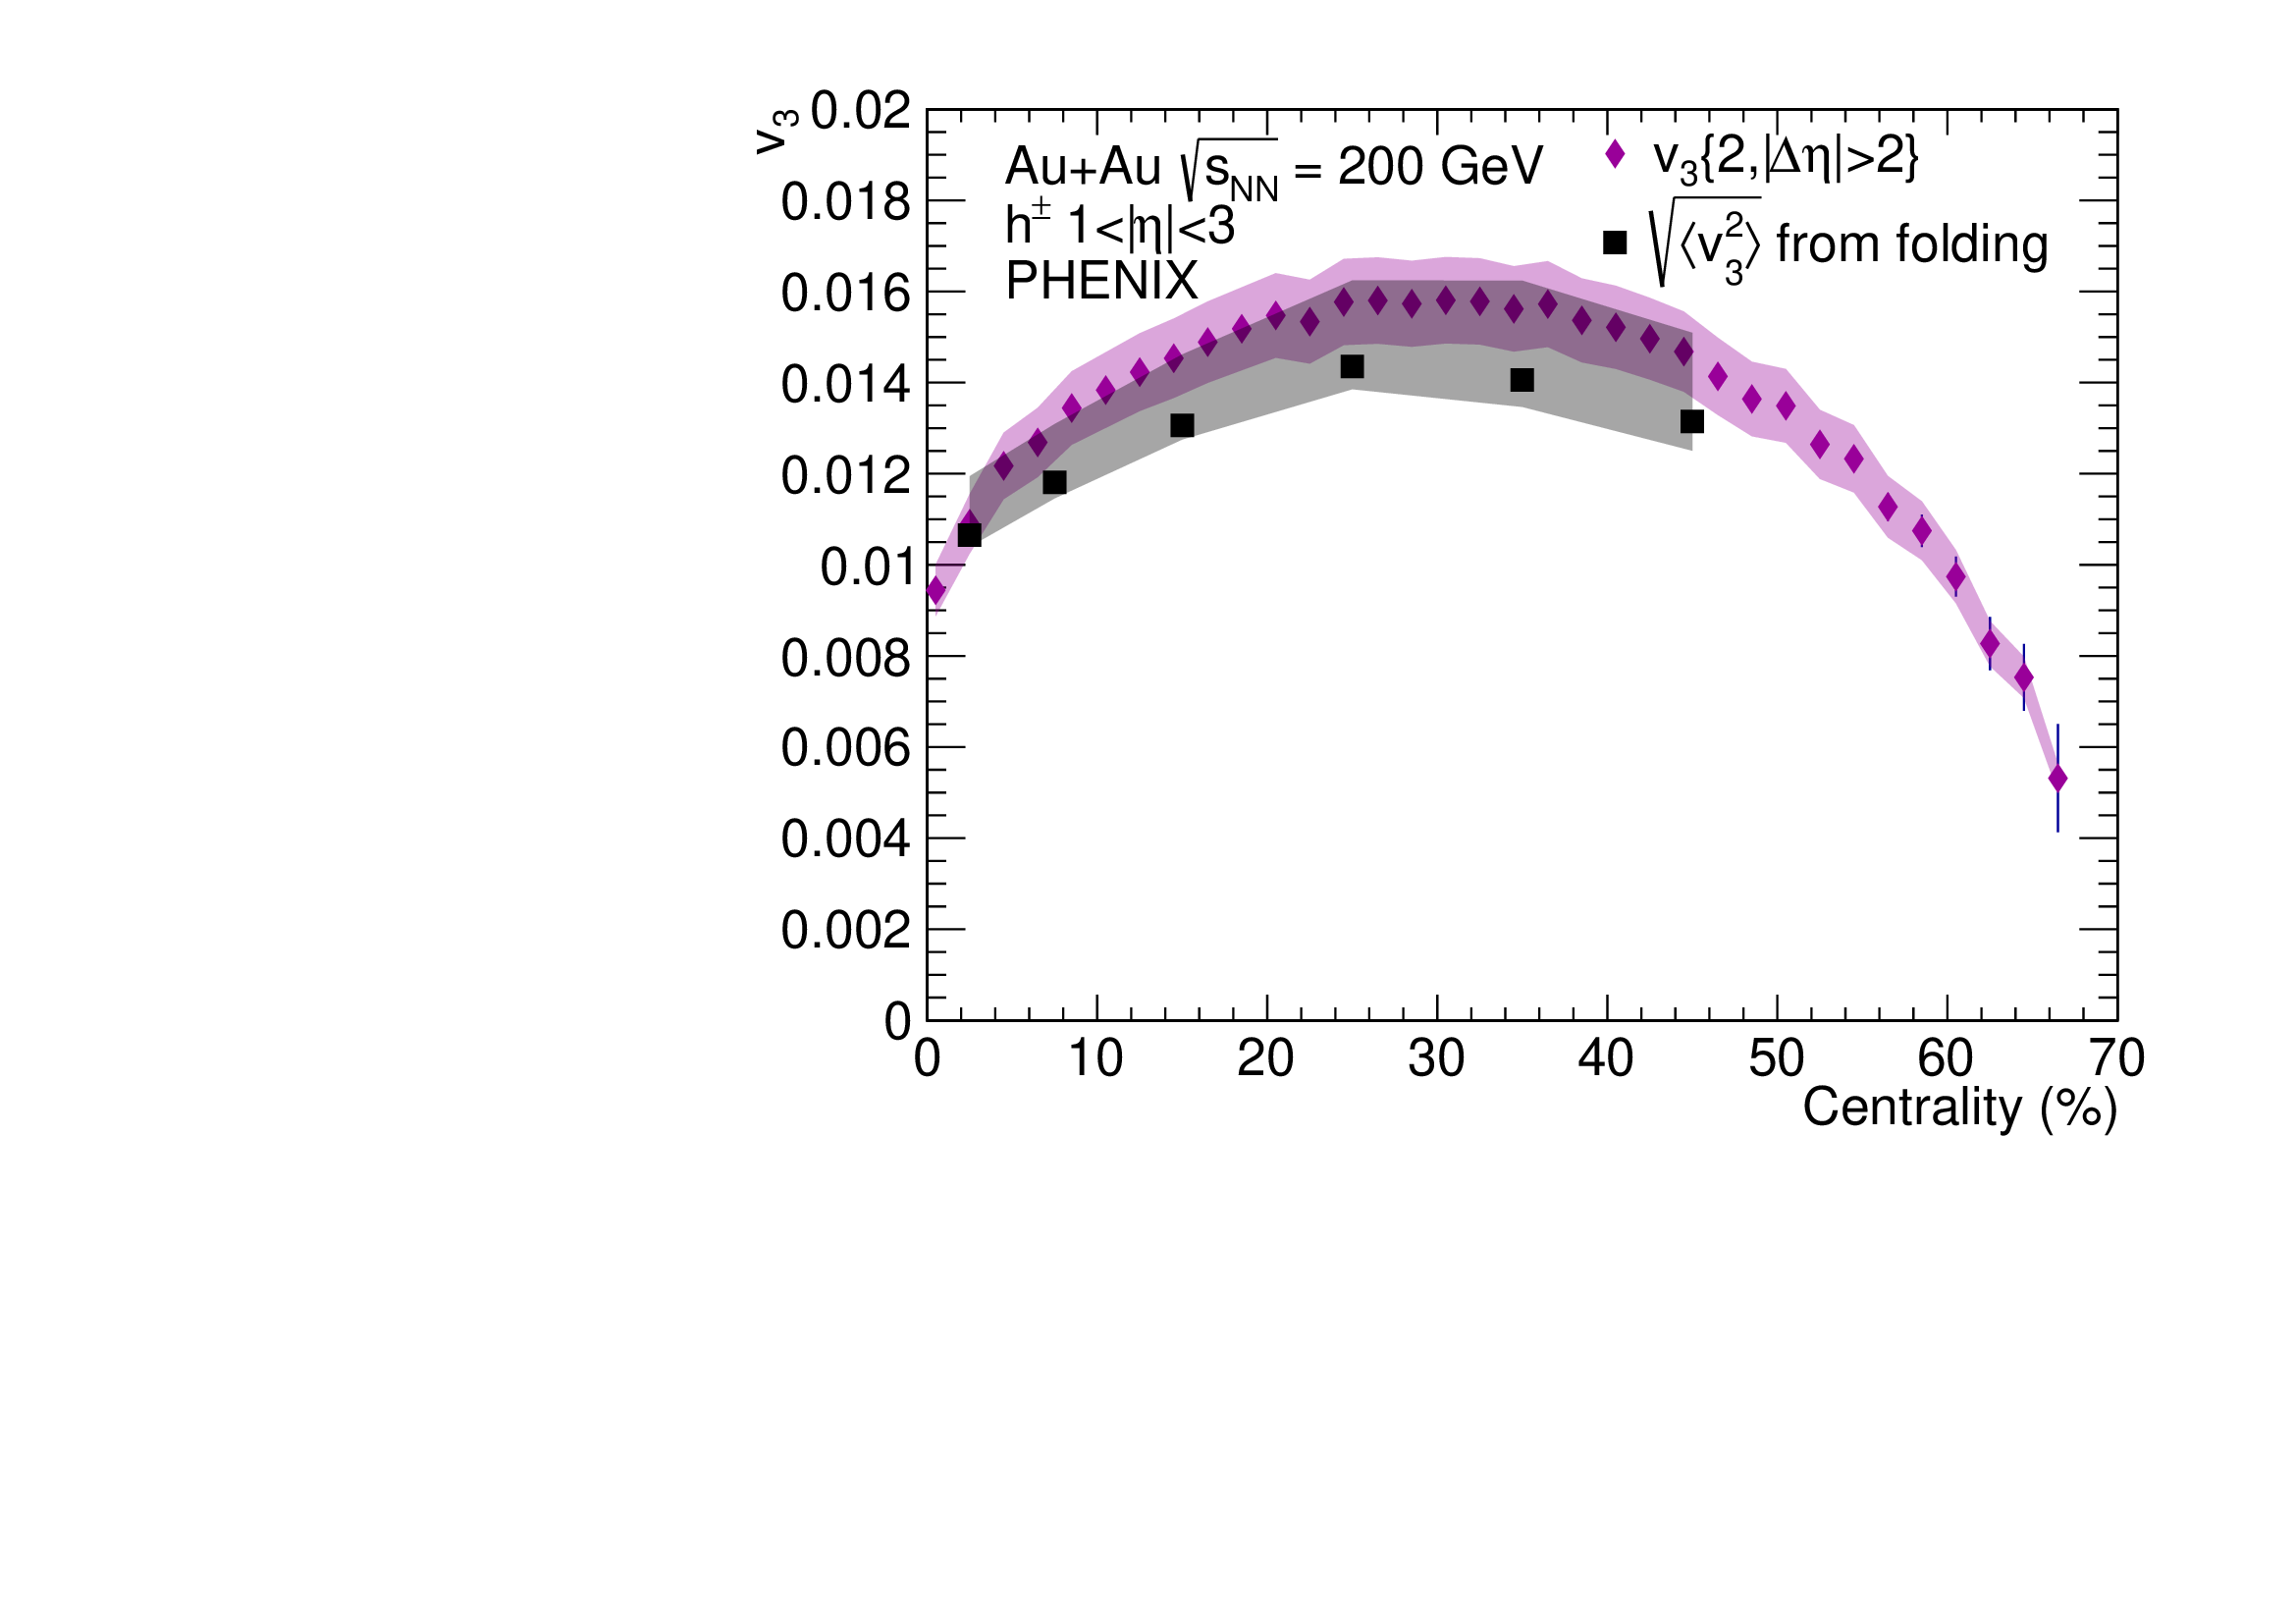 v₃
0.02
0.018
0.016
0.014
0.012
0.01
0.008
0.006
0.004
0.002
0
Au+Au √s_NN = 200 GeV
h± 1<|η|<3
PHENIX
v₃{2,|Δη|>2}
√⟨v₃²⟩ from folding
0 10 20 30 40 50 60 70
Centrality (%)